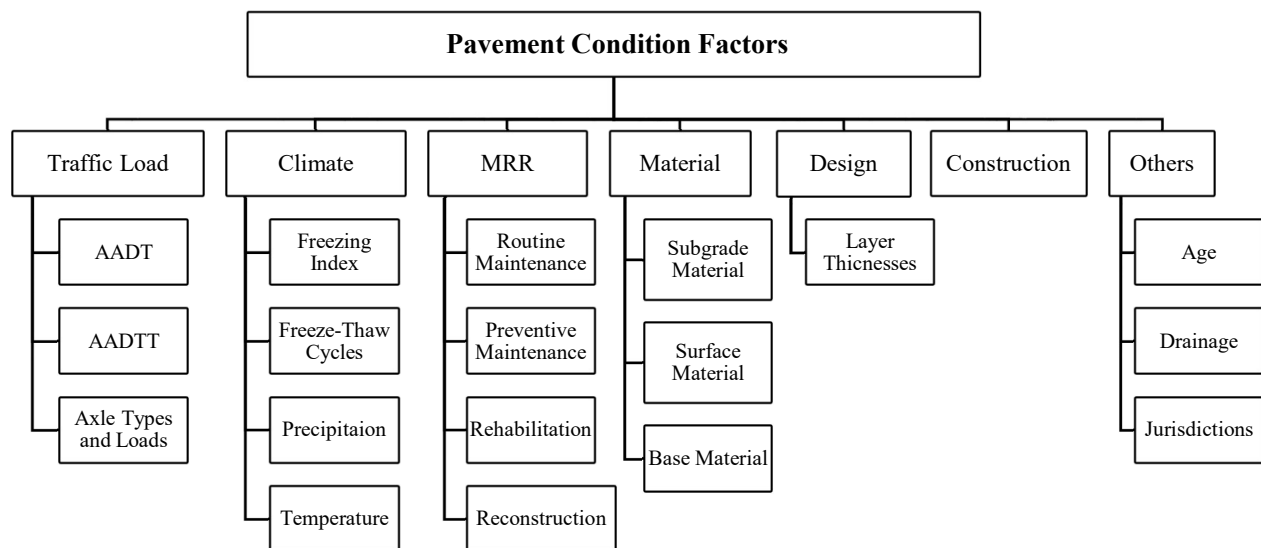 Pavement Condition Factors
Traffic Load
Climate
MRR
Material
Design
Construction
Others
AADT
AADTT
Axle Types
and Loads
Freezing
Index
Freeze-Thaw
Cycles
Precipitaion
Temperature
Routine
Maintenance
Preventive
Maintenance
Rehabilitation
Reconstruction
Subgrade
Material
Surface
Material
Base Material
Layer
Thicnesses
Age
Drainage
Jurisdictions